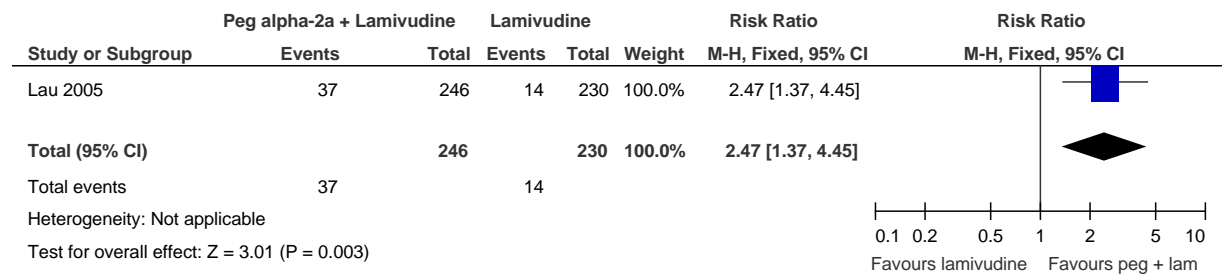 Peg alpha-2a + Lamivudine Lamivudine Risk Ratio Risk Ratio
Study or Subgroup Events Total Events Total Weight M-H, Fixed, 95% CI M-H, Fixed, 95% CI
Lau 2005 37 246 14 230 100.0% 2.47 [1.37, 4.45]
Total (95% CI) 246 230 100.0% 2.47 [1.37, 4.45]
Total events 37 14
Heterogeneity: Not applicable
Test for overall effect: Z = 3.01 (P = 0.003)
0.1 0.2 0.5 1 2 5 10
Favours lamivudine Favours peg + lam